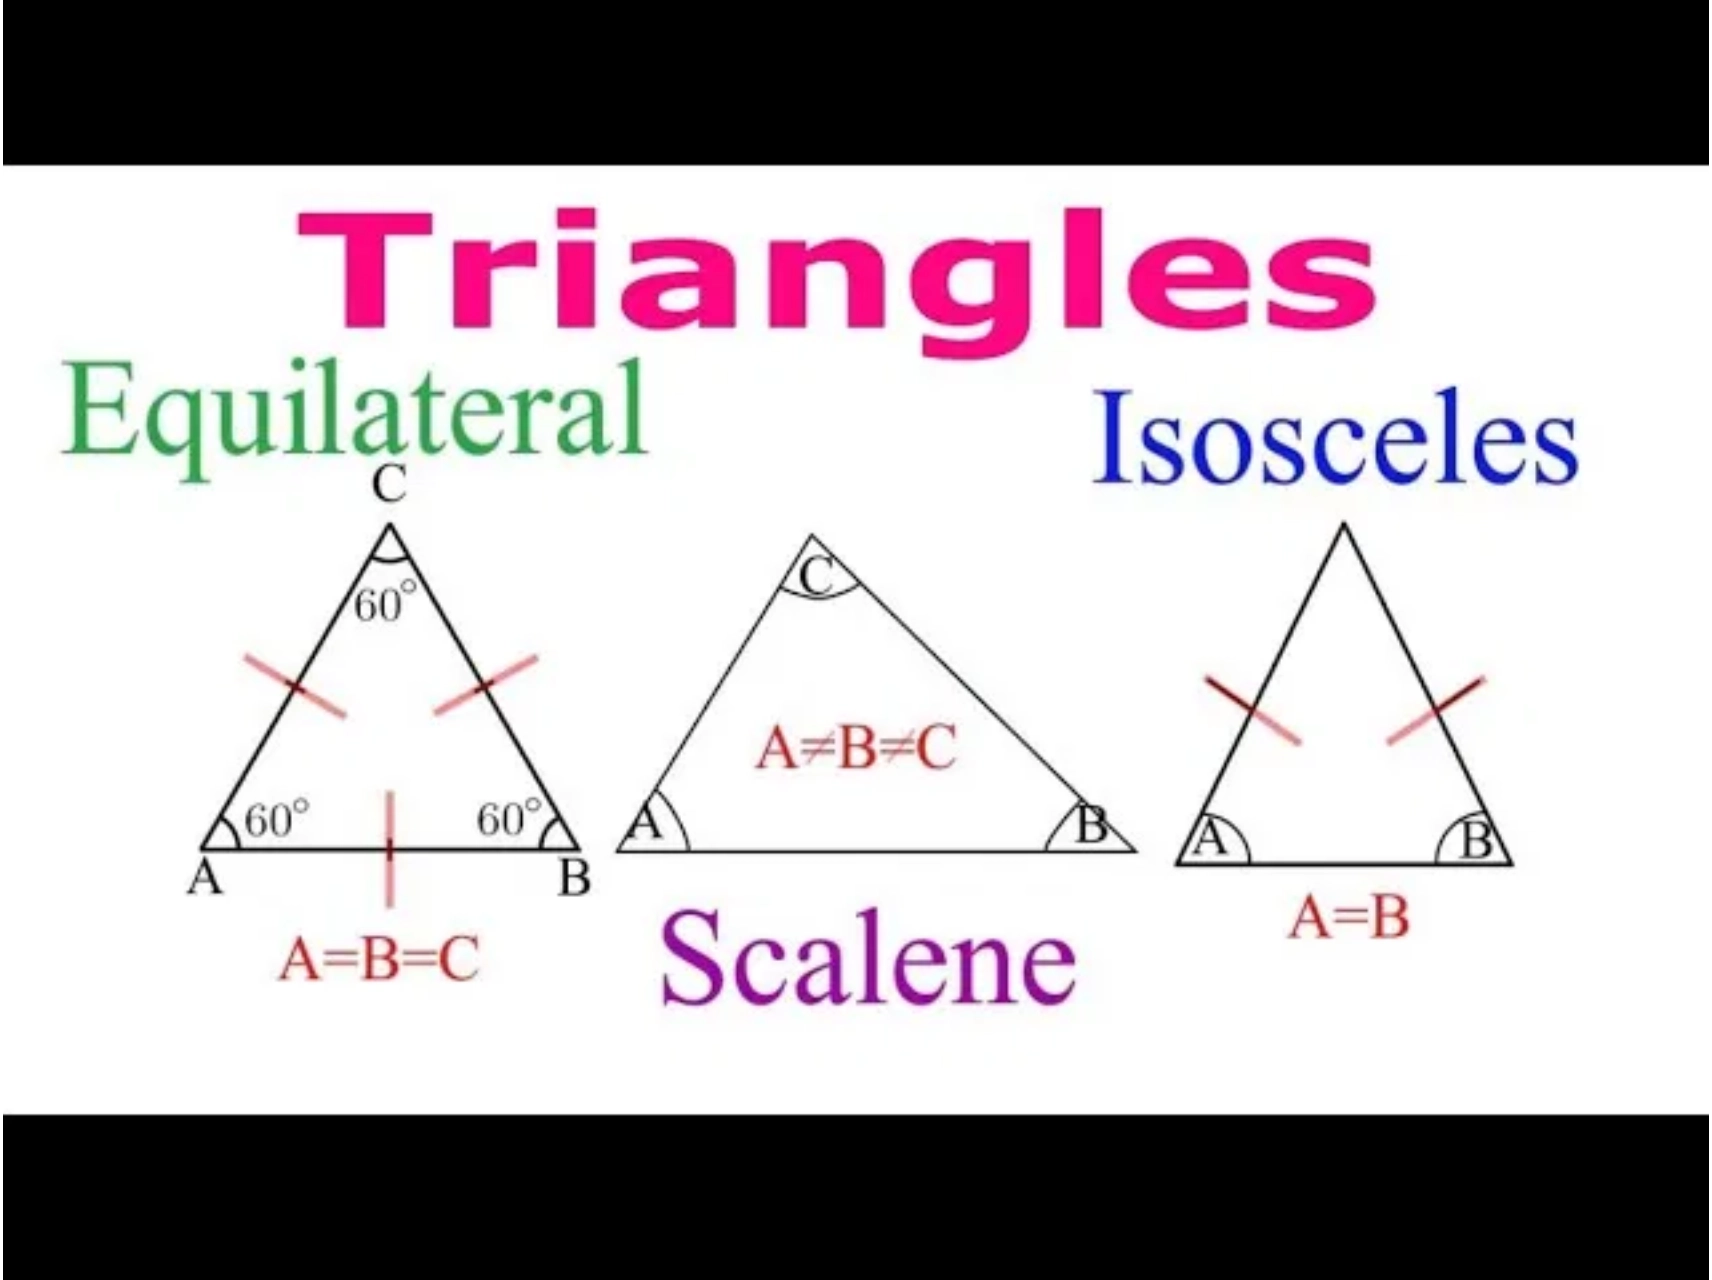 Triangles
Equilateral
Isosceles
C
60°
60°
60°
A
B
A=B=C
C
A≠B≠C
A
B
Scalene
A
B
A=B